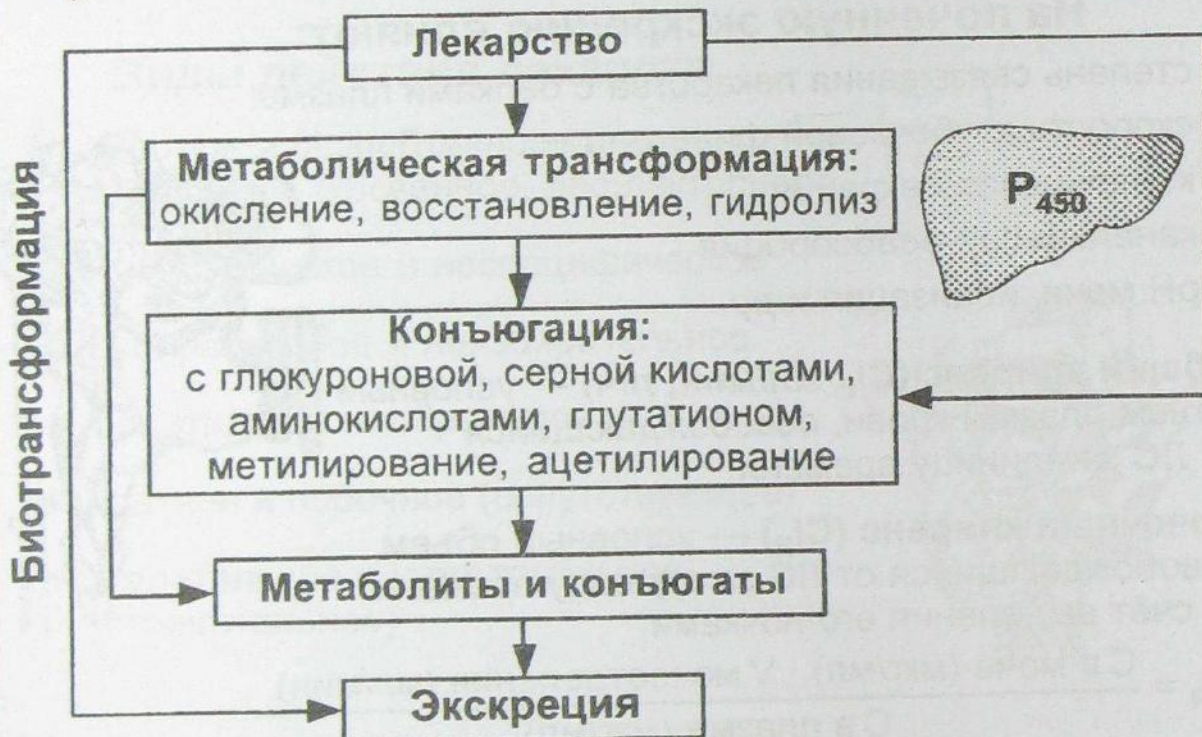 Лекарство
Биотрансформация
Метаболическая трансформация:
окисление, восстановление, гидролиз
P450
Конъюгация:
с глюкуроновой, серной кислотами,
аминокислотами, глутатионом,
метилирование, ацетилирование
Метаболиты и конъюгаты
Экскреция